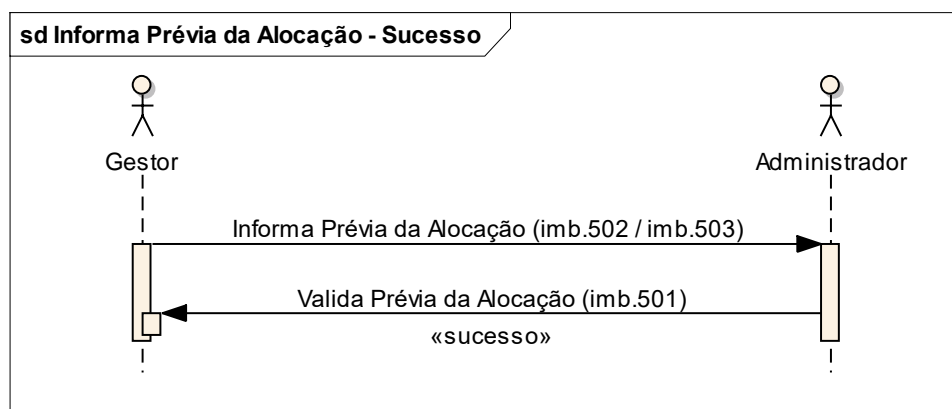 sd Informa Prévia da Alocação - Sucesso
Gestor
Administrador
Informa Prévia da Alocação (imb.502 / imb.503)
Valida Prévia da Alocação (imb.501)
«sucesso»